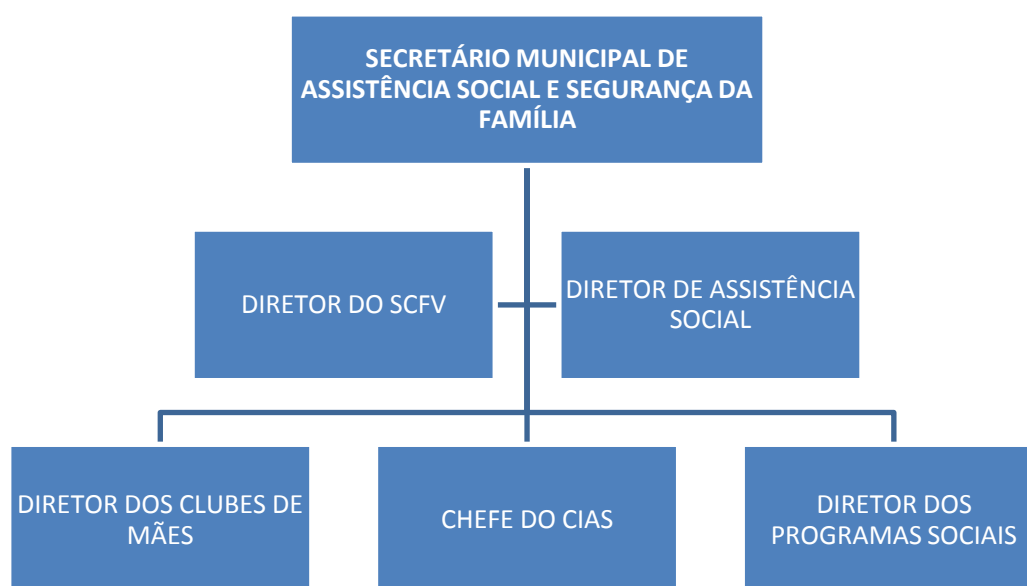 SECRETÁRIO MUNICIPAL DE
ASSISTÊNCIA SOCIAL E SEGURANÇA DA
FAMÍLIA
DIRETOR DO SCFV
DIRETOR DE ASSISTÊNCIA
SOCIAL
DIRETOR DOS CLUBES DE
MÃES
CHEFE DO CIAS
DIRETOR DOS
PROGRAMAS SOCIAIS